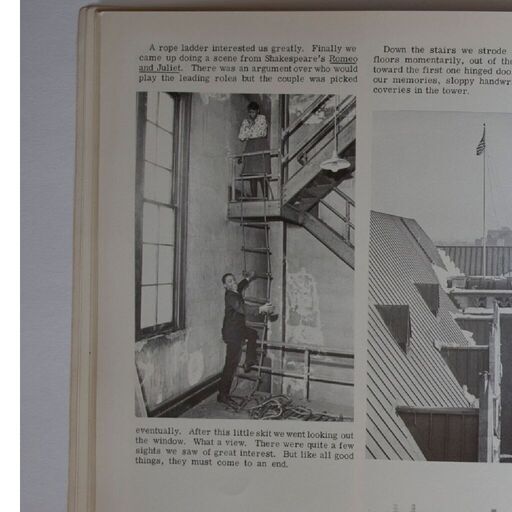 A rope ladder interested us greatly. Finally we
came up doing a scene from Shakespeare's Romeo
and Juliet. There was an argument over who would
play the leading roles but the couple was picked
eventually. After this little skit we went looking out
the window. What a view. There were quite a few
sights we saw of great interest. But like all good
things, they must come to an end.
Down the stairs we strode
floors momentarily, out of the
toward the first one hinged doo
our memories, sloppy handwr
coveries in the tower.